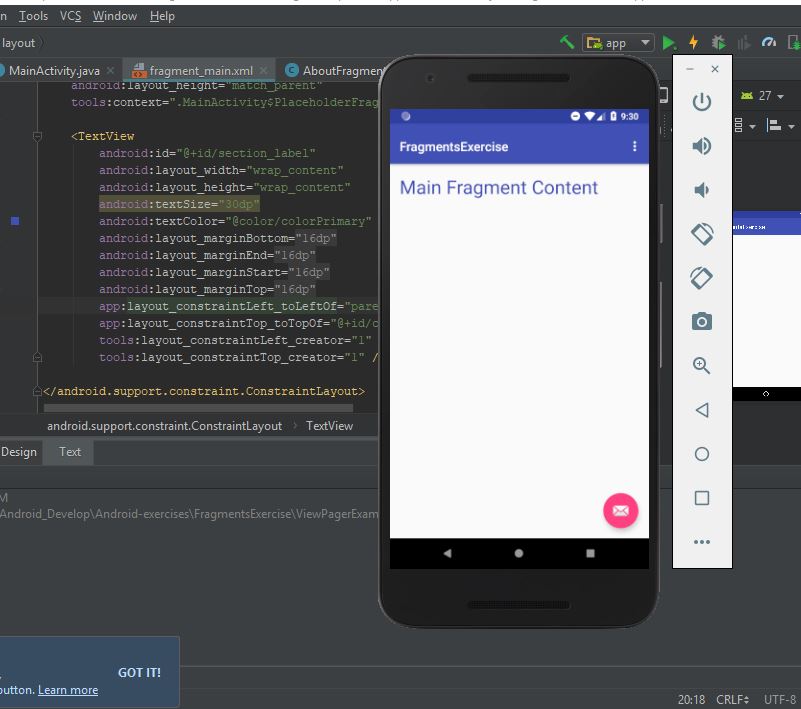 Tools VCS Window Help
layout
app
MainActivity.java
fragment_main.xml
AboutFragment
27
android:layout_height="match_parent"
tools:context=".MainActivity$PlaceholderFrag
<TextView
android:id="@+id/section_label"
android:layout_width="wrap_content"
android:layout_height="wrap_content"
android:textSize="30dp"
android:textColor="@color/colorPrimary"
android:layout_marginBottom="16dp"
android:layout_marginEnd="16dp"
android:layout_marginStart="16dp"
android:layout_marginTop="16dp"
app:layout_constraintLeft_toLeftOf="pare
app:layout_constraintTop_toTopOf="@+id/c
tools:layout_constraintLeft_creator="1"
tools:layout_constraintTop_creator="1" /
</android.support.constraint.ConstraintLayout>
android.support.constraint.ConstraintLayout > TextView
Design Text
9:30
FragmentsExercise
Main Fragment Content
M
Android_Develop\Android-exercises\FragmentsExercise\ViewPagerExam
GOT IT!
button. Learn more
20:18 CRLF UTF-8